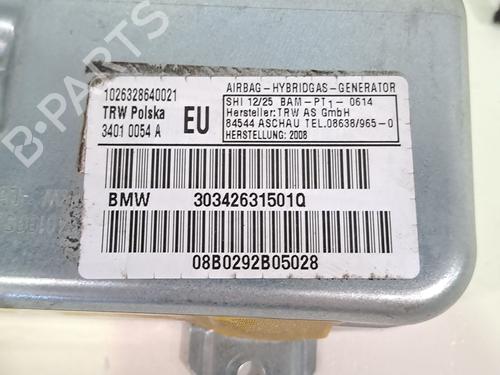 1026328640021
TRW Polska
3401 0054 A
EU
AIRBAG-HYBRIDGAS-GENERATOR
SHI 12/25 BAM-PT1- 0614
Hersteller:TRW AS GmbH
84544 ASCHAU TEL.08638/965-0
HERSTELLUNG: 2008
BMW 30342631501Q
08B0292B05028
B-PARTS